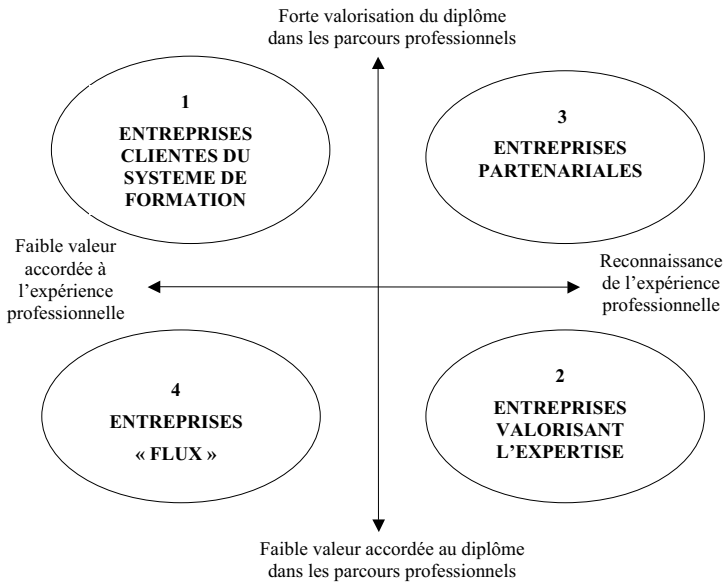 Forte valorisation du diplôme
dans les parcours professionnels
1
ENTREPRISES
CLIENTES DU
SYSTEME DE
FORMATION
3
ENTREPRISES
PARTENARIALES
Faible valeur
accordée à
l’expérience
professionnelle
Reconnaissance
de l’expérience
professionnelle
4
ENTREPRISES
« FLUX »
2
ENTREPRISES
VALORISANT
L’EXPERTISE
Faible valeur accordée au diplôme
dans les parcours professionnels